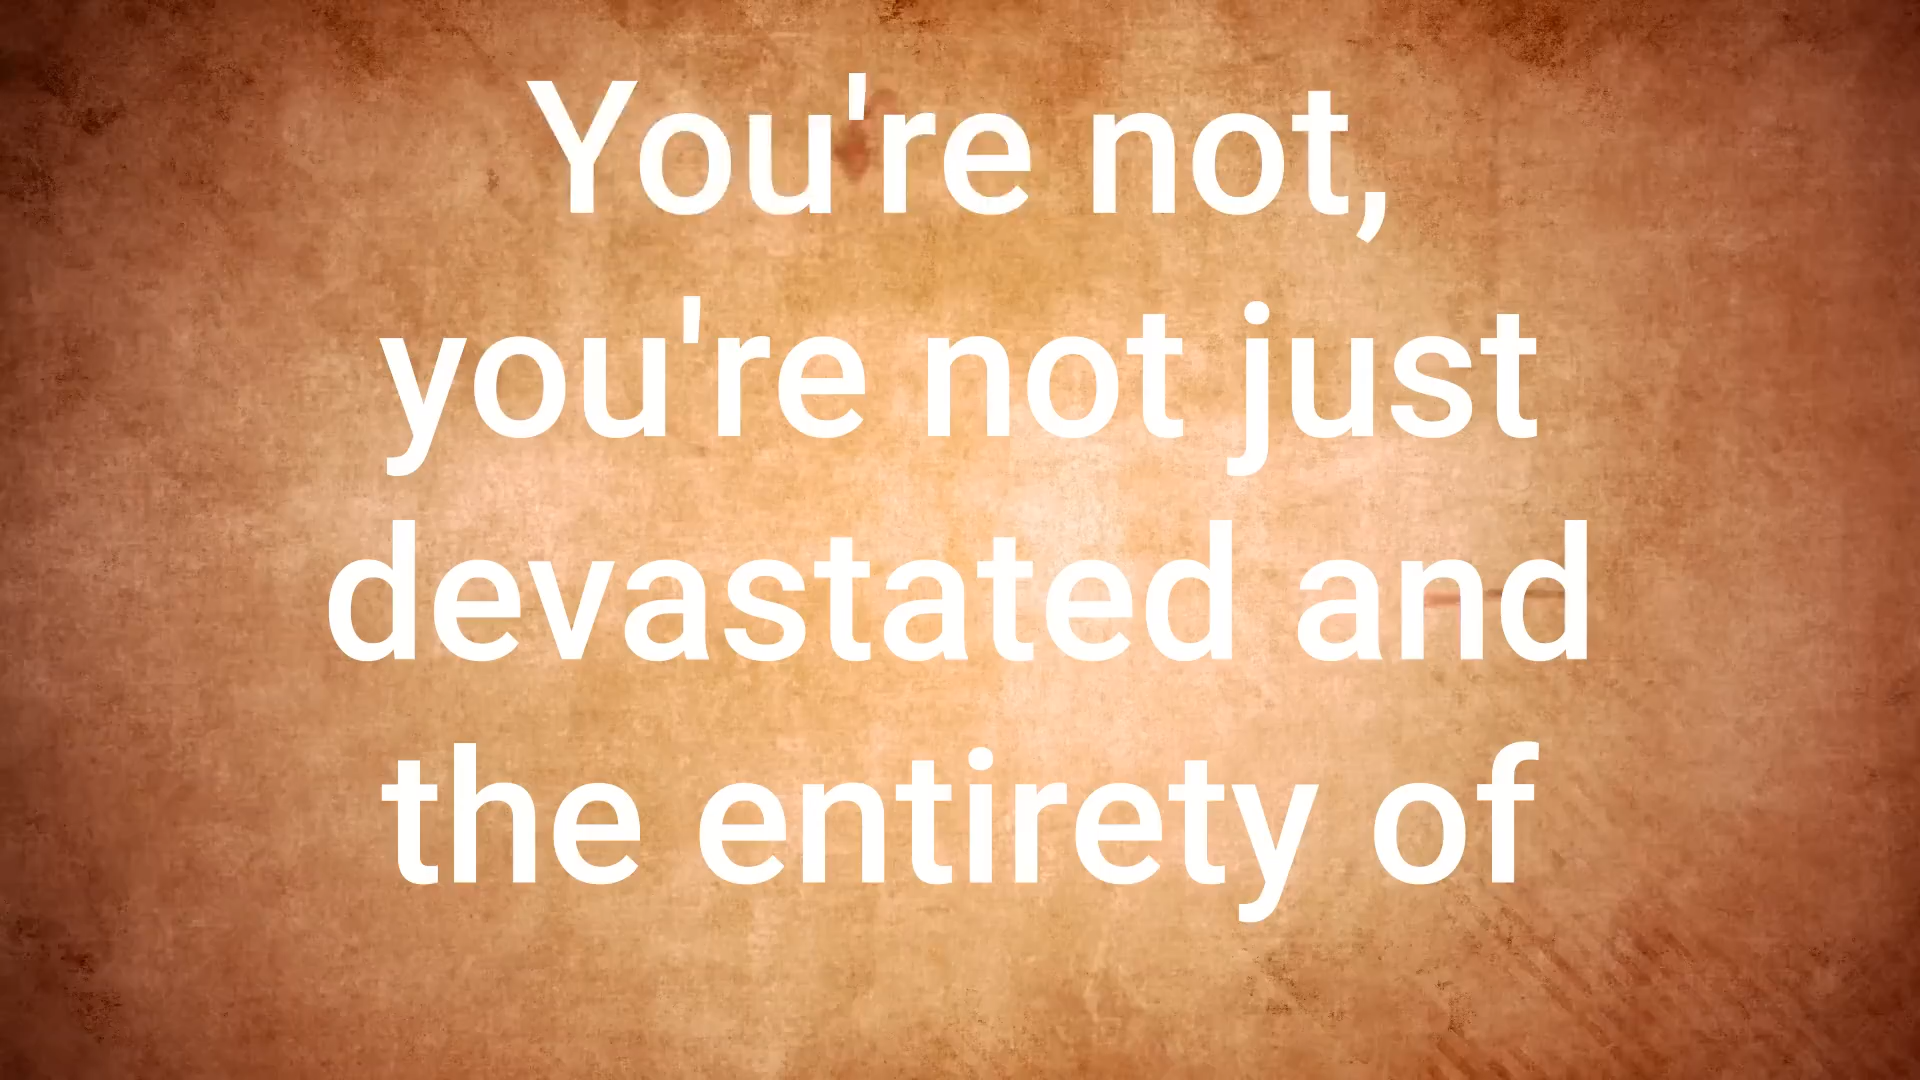 You're not,
you're not just
devastated and
the entirety of